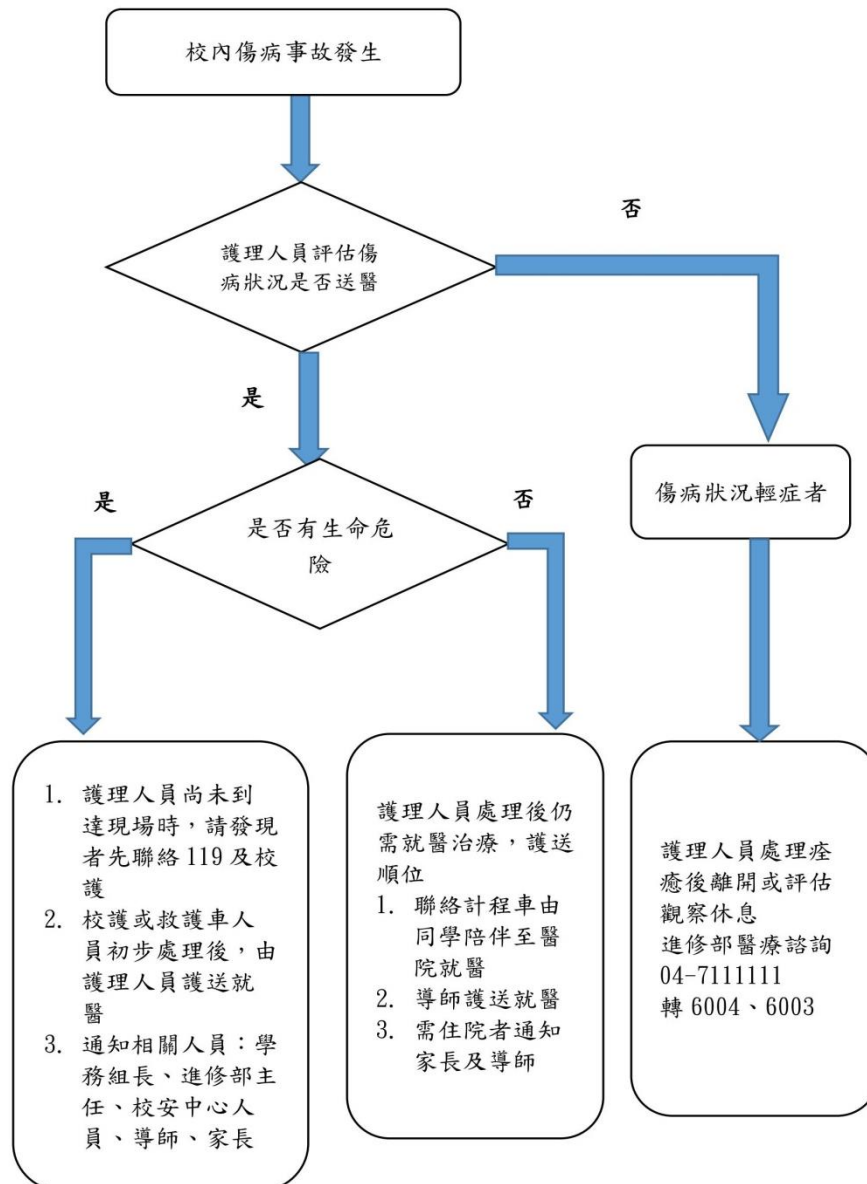 校內傷病事故發生
護理人員評估傷
病狀況是否送醫
否
是
是否有生命危
險
是
否
傷病狀況輕症者
1. 護理人員尚未到
達現場時，請發現
者先聯絡 119 及校
護
2. 校護或救護車人
員初步處理後，由
護理人員護送就
醫
3. 通知相關人員：學
務組長、進修部主
任、校安中心人
員、導師、家長
護理人員處理後仍
需就醫治療，護送
順位
1. 聯絡計程車由
同學陪伴至醫
院就醫
2. 導師護送就醫
3. 需住院者通知
家長及導師
護理人員處理痊
癒後離開或評估
觀察休息
進修部醫療諮詢
04-7111111
轉 6004、6003